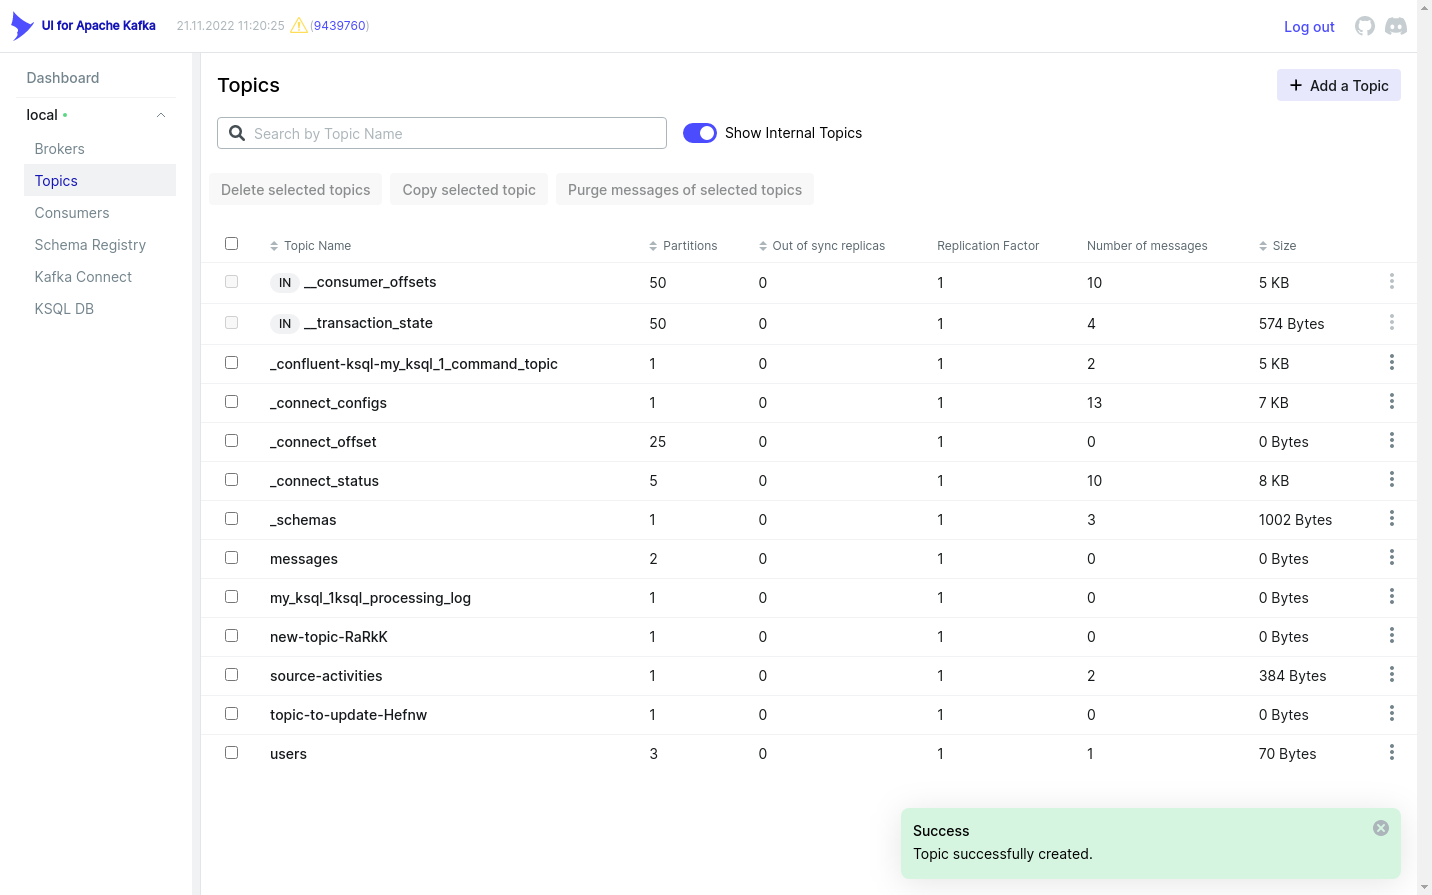 UI for Apache Kafka 21.11.2022 11:20:25 (9439760) Log out
Dashboard
local
Brokers
Topics
Consumers
Schema Registry
Kafka Connect
KSQL DB
Topics
Add a Topic
Search by Topic Name
Show Internal Topics
Delete selected topics Copy selected topic Purge messages of selected topics
Topic Name Partitions Out of sync replicas Replication Factor Number of messages Size
IN __consumer_offsets 50 0 1 10 5 KB
IN __transaction_state 50 0 1 4 574 Bytes
_confluent-ksql-my_ksql_1_command_topic 1 0 1 2 5 KB
_connect_configs 1 0 1 13 7 KB
_connect_offset 25 0 1 0 0 Bytes
_connect_status 5 0 1 10 8 KB
_schemas 1 0 1 3 1002 Bytes
messages 2 0 1 0 0 Bytes
my_ksql_1ksql_processing_log 1 0 1 0 0 Bytes
new-topic-RaRkK 1 0 1 0 0 Bytes
source-activities 1 0 1 2 384 Bytes
topic-to-update-Hefnw 1 0 1 0 0 Bytes
users 3 0 1 1 70 Bytes
Success
Topic successfully created.